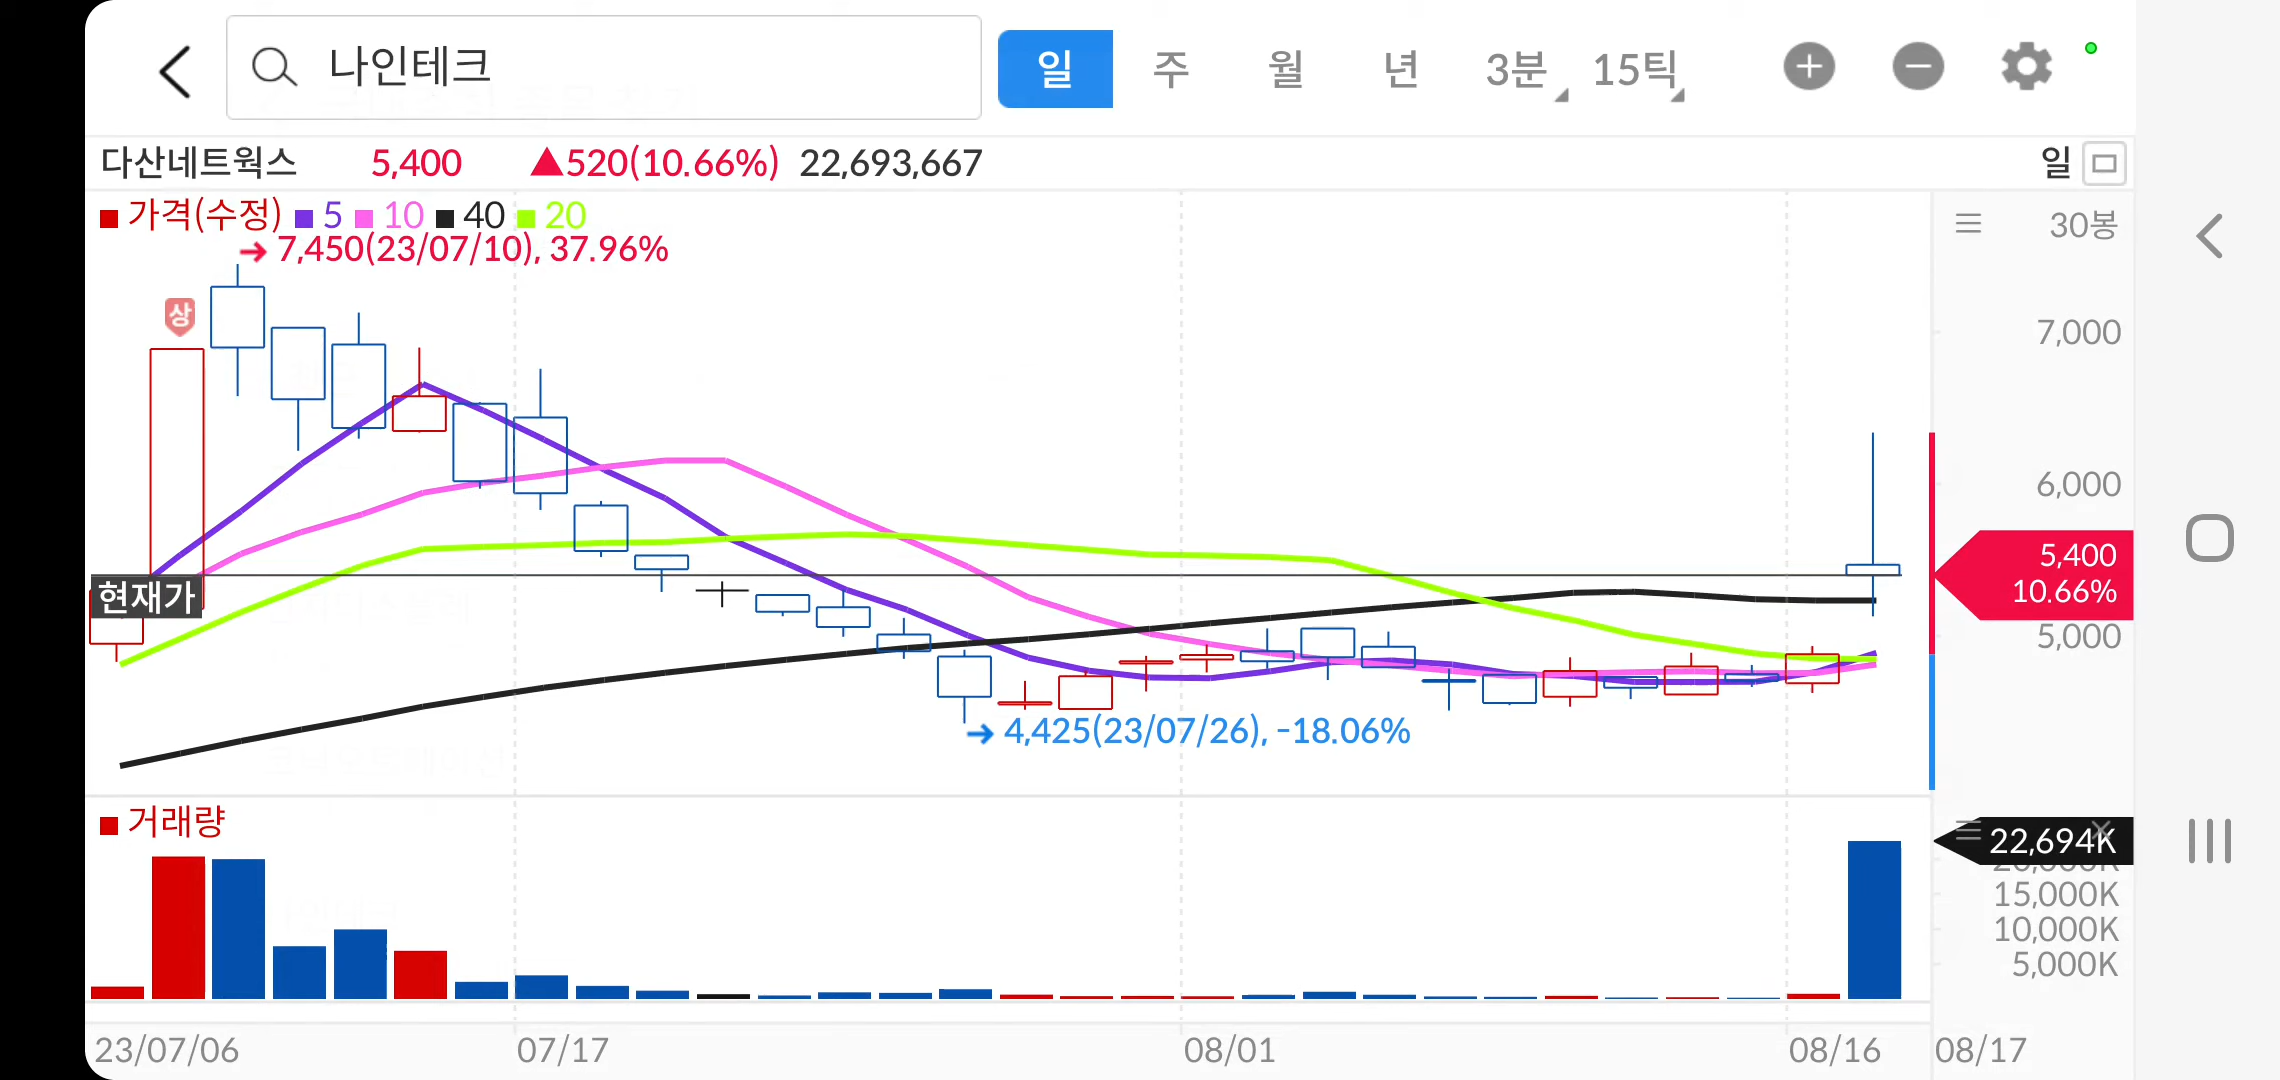 나인테크
일 주 월 년 3분 15틱
다산네트웍스 5,400 ▲520(10.66%) 22,693,667 일
가격(수정) 5 10 40 20 30봉
7,450(23/07/10), 37.96%
상
7,000
6,000
5,400
10.66%
현재가
5,000
4,425(23/07/26), -18.06%
거래량
22,694K
15,000K
10,000K
5,000K
23/07/06 07/17 08/01 08/16 08/17